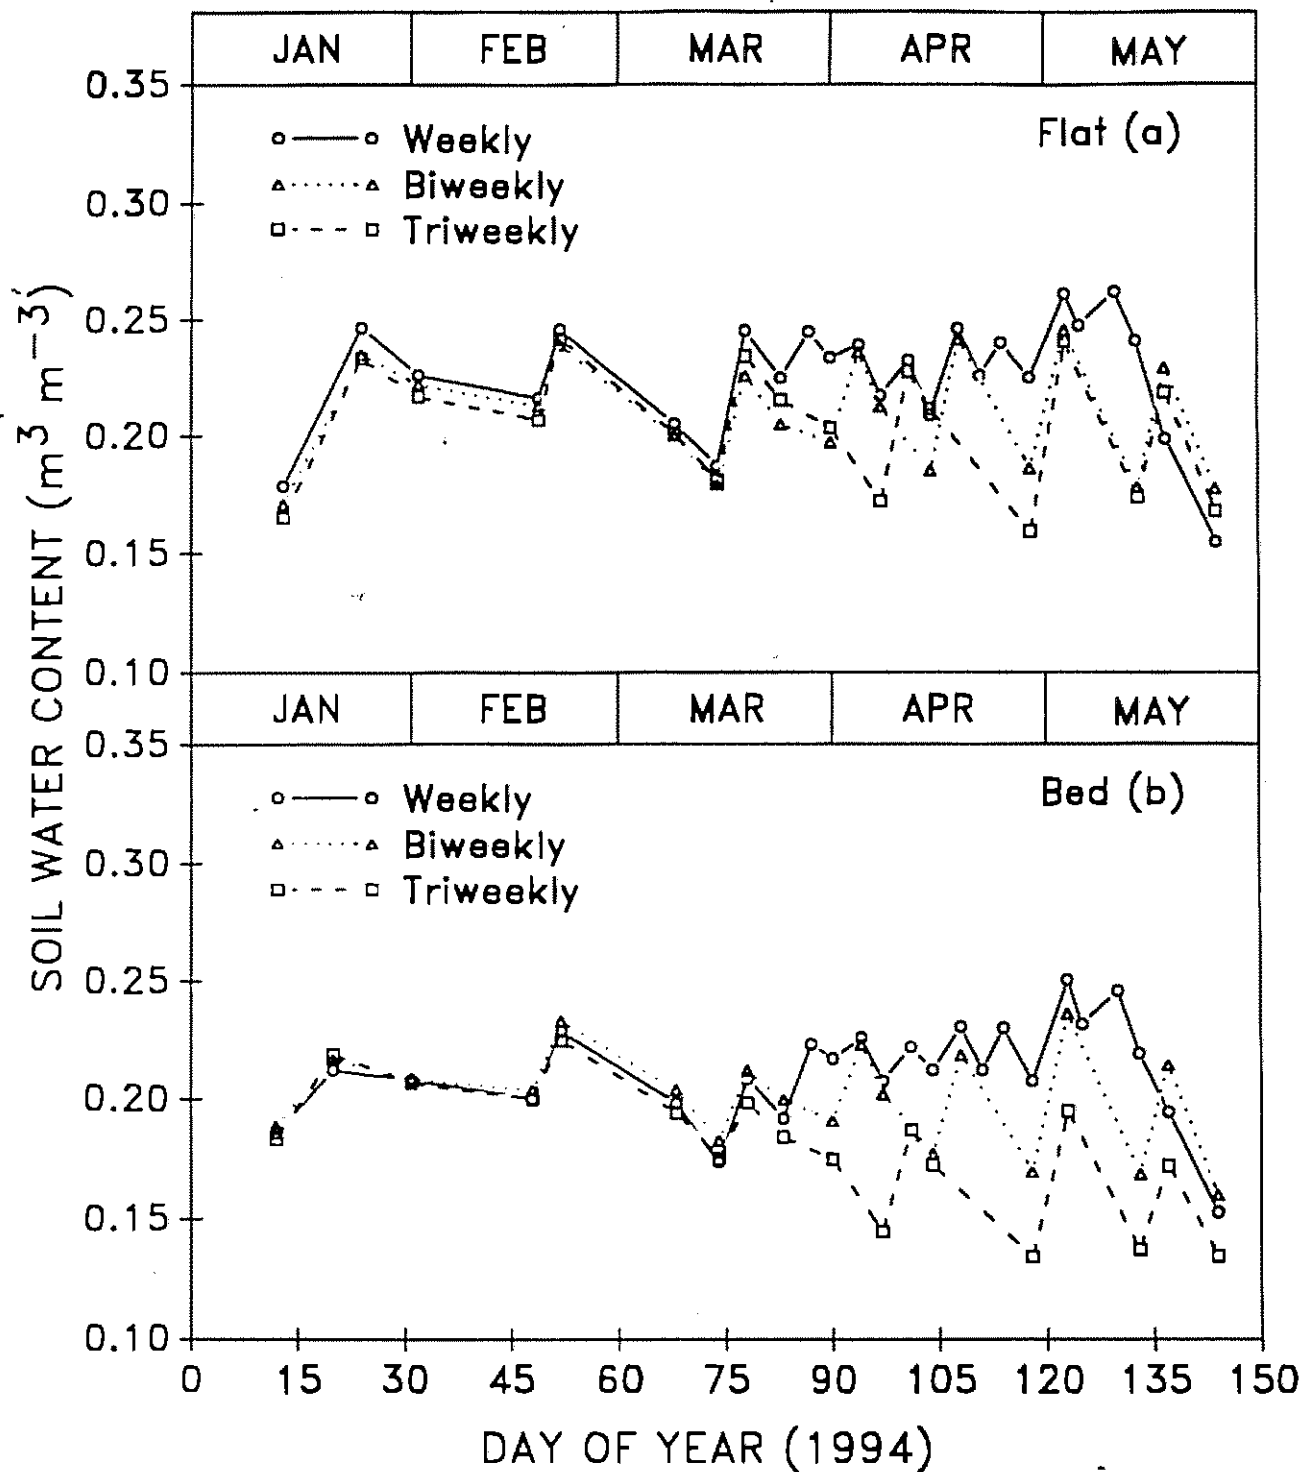 JAN FEB MAR APR MAY
0.35
Flat (a)
Weekly
Biweekly
Triweekly
0.30
0.25
0.20
0.15
0.10
SOIL WATER CONTENT (m³ m-3)
JAN FEB MAR APR MAY
0.35
Bed (b)
Weekly
Biweekly
Triweekly
0.30
0.25
0.20
0.15
0.10
0 15 30 45 60 75 90 105 120 135 150
DAY OF YEAR (1994)